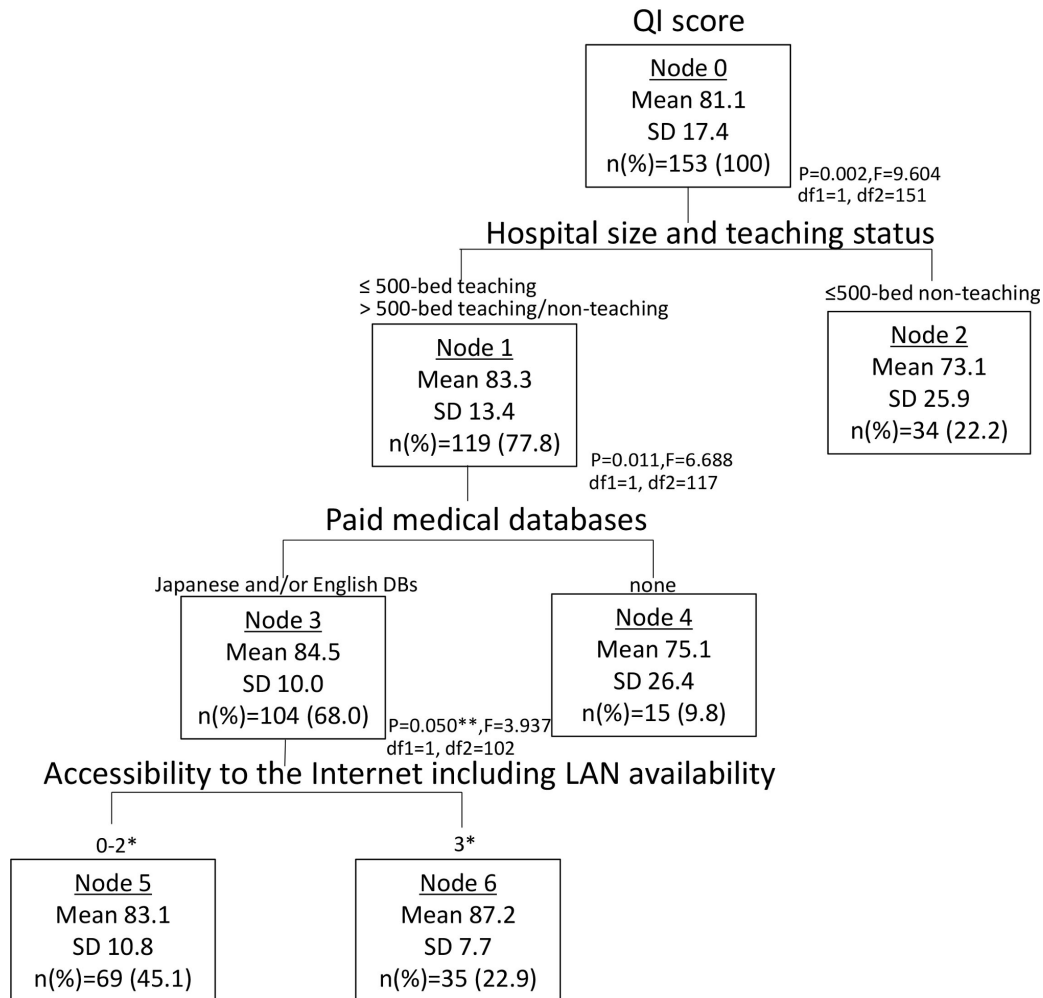 QI score
Node 0
Mean 81.1
SD 17.4
n(%)=153 (100)
P=0.002,F=9.604
df1=1, df2=151
Hospital size and teaching status
≤ 500-bed teaching
> 500-bed teaching/non-teaching
Node 1
Mean 83.3
SD 13.4
n(%)=119 (77.8)
≤500-bed non-teaching
Node 2
Mean 73.1
SD 25.9
n(%)=34 (22.2)
P=0.011,F=6.688
df1=1, df2=117
Paid medical databases
Japanese and/or English DBs
Node 3
Mean 84.5
SD 10.0
n(%)=104 (68.0)
none
Node 4
Mean 75.1
SD 26.4
n(%)=15 (9.8)
P=0.050**,F=3.937
df1=1, df2=102
Accessibility to the Internet including LAN availability
0-2*
Node 5
Mean 83.1
SD 10.8
n(%)=69 (45.1)
3*
Node 6
Mean 87.2
SD 7.7
n(%)=35 (22.9)